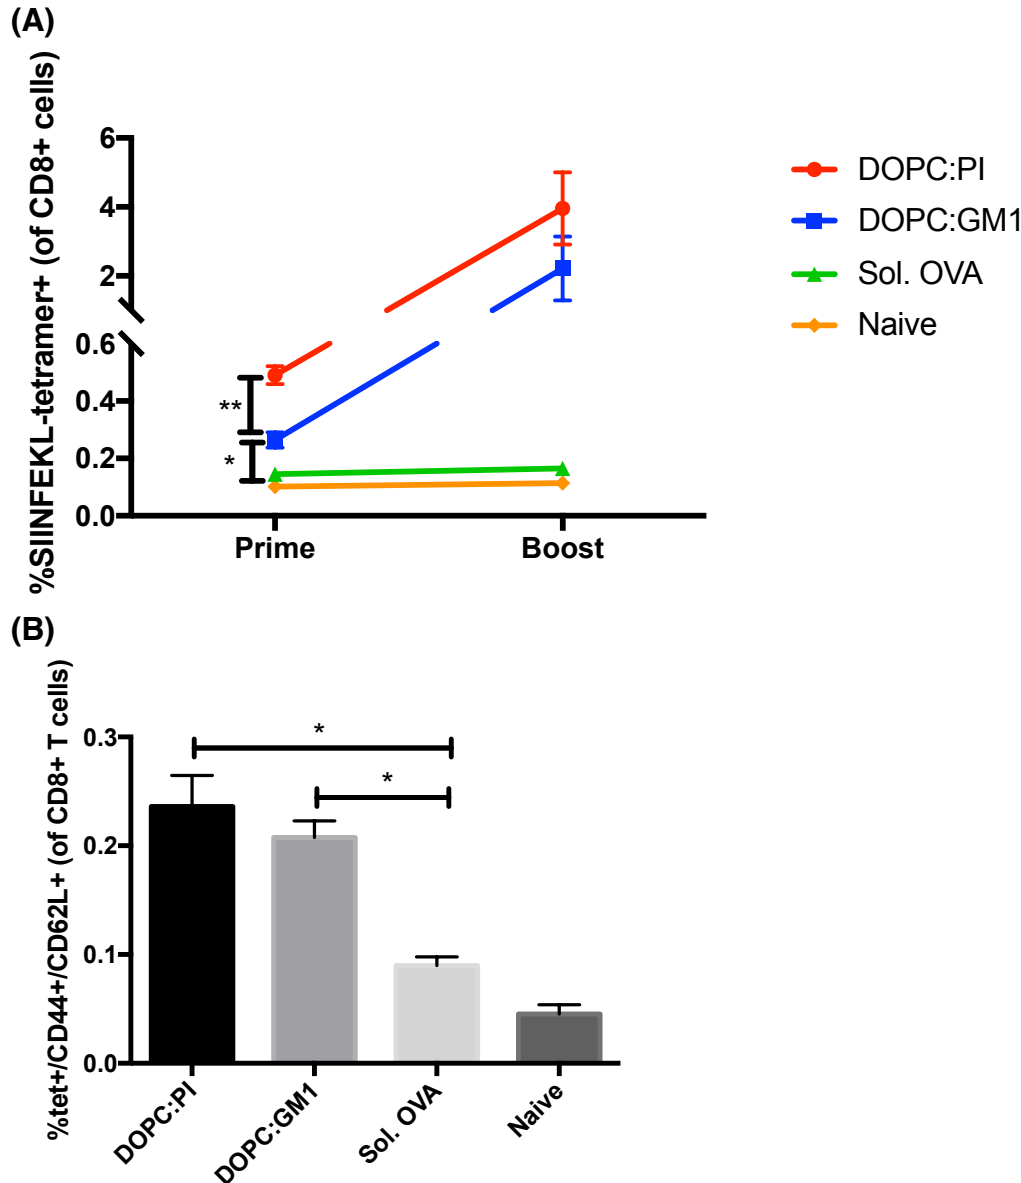 (A)
%SIINFEKL-tetramer+ (of CD8+ cells)
6
4
2
0.6
0.4
0.2
0.0
**
*
Prime
Boost
DOPC:PI
DOPC:GM1
Sol. OVA
Naive
(B)
%tet+/CD44+/CD62L+ (of CD8+ T cells)
0.3
0.2
0.1
0.0
*
*
DOPC:PI
DOPC:GM1
Sol. OVA
Naive